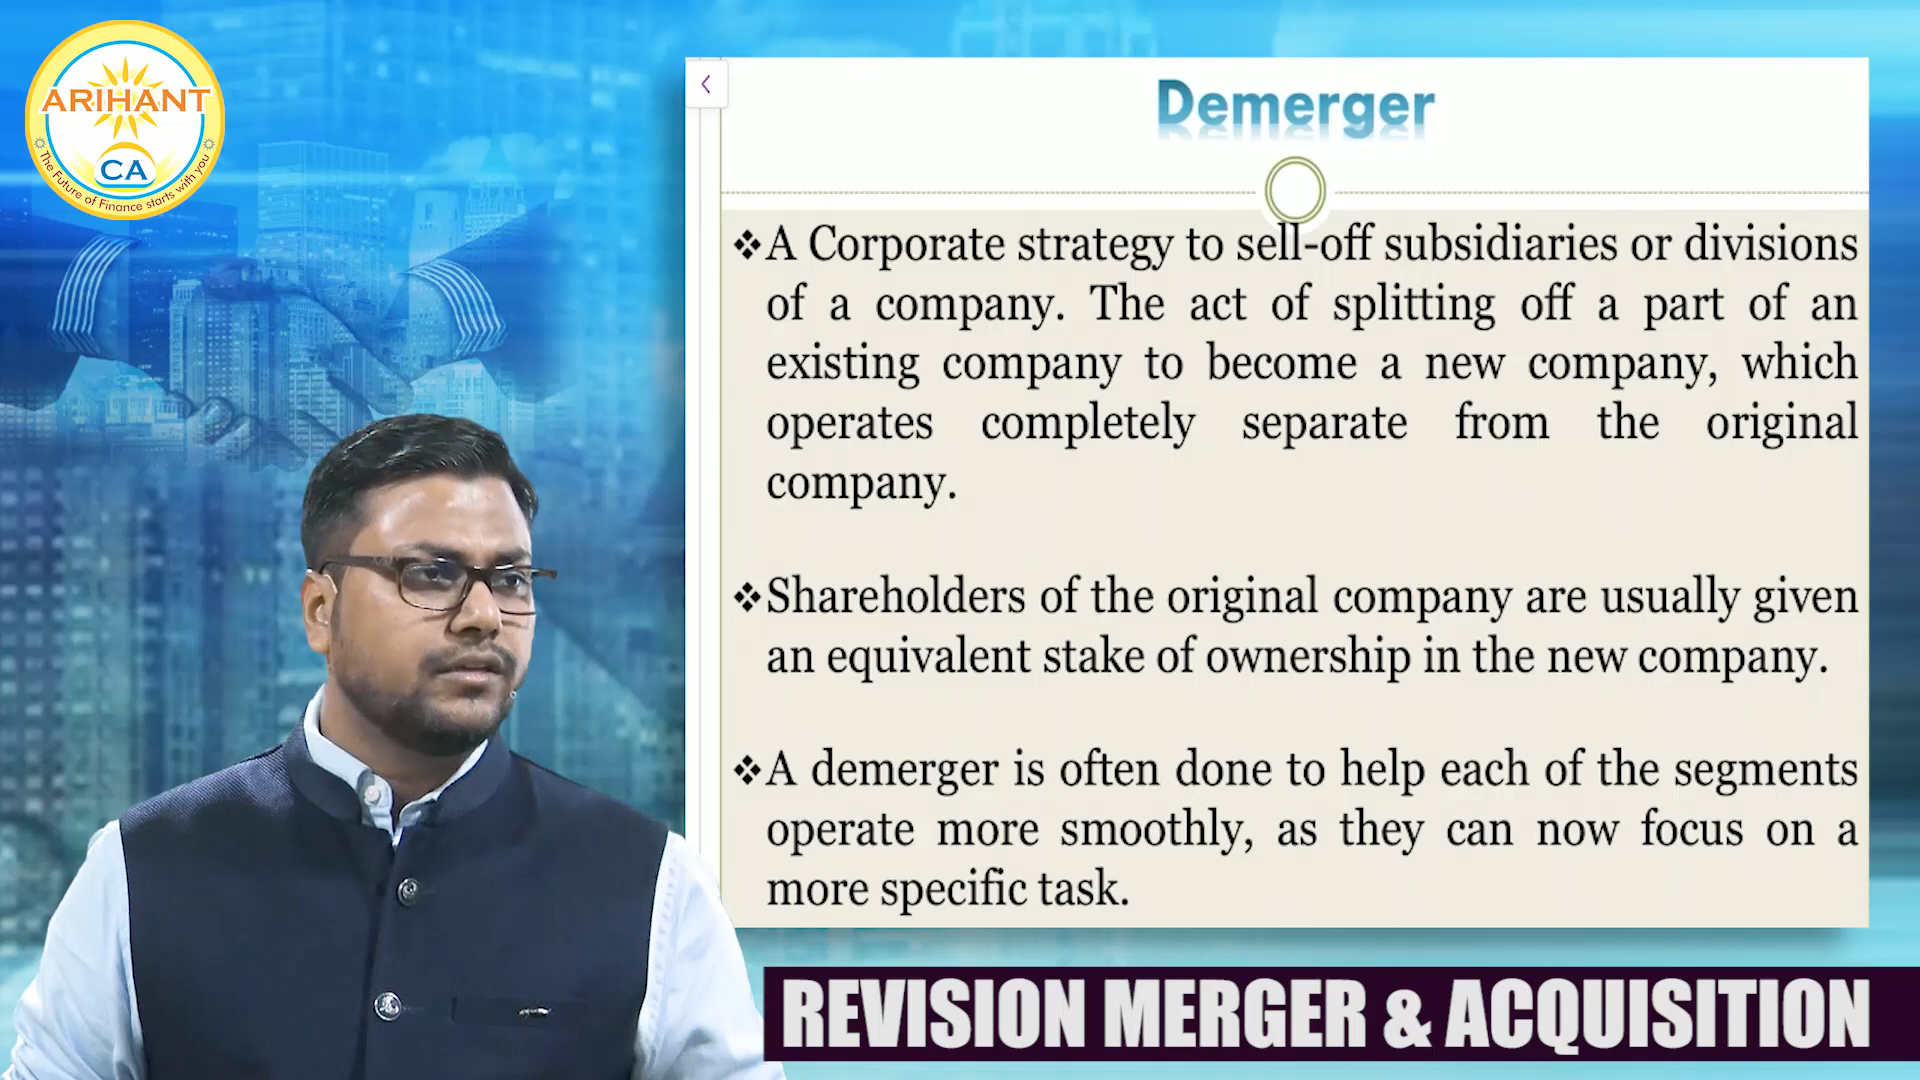 ARIHANT
CA
The Future of Finance starts with you
Demerger
❖A Corporate strategy to sell-off subsidiaries or divisions
of a company. The act of splitting off a part of an
existing company to become a new company, which
operates completely separate from the original
company.
❖Shareholders of the original company are usually given
an equivalent stake of ownership in the new company.
❖A demerger is often done to help each of the segments
operate more smoothly, as they can now focus on a
more specific task.
REVISION MERGER & ACQUISITION